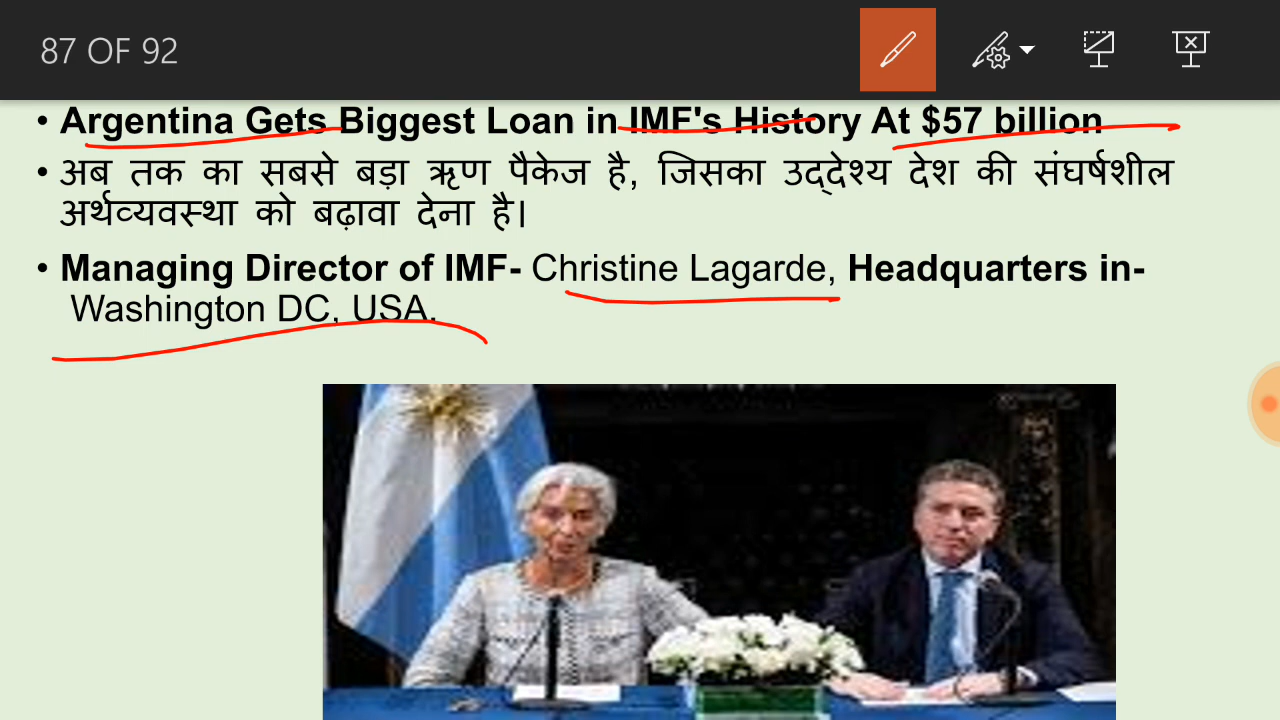 87 OF 92
• Argentina Gets Biggest Loan in IMF's History At $57 billion
• अब तक का सबसे बड़ा ऋण पैकेज है, जिसका उद्देश्य देश की संघर्षशील
अर्थव्यवस्था को बढ़ावा देना है।
• Managing Director of IMF- Christine Lagarde, Headquarters in-
Washington DC, USA.